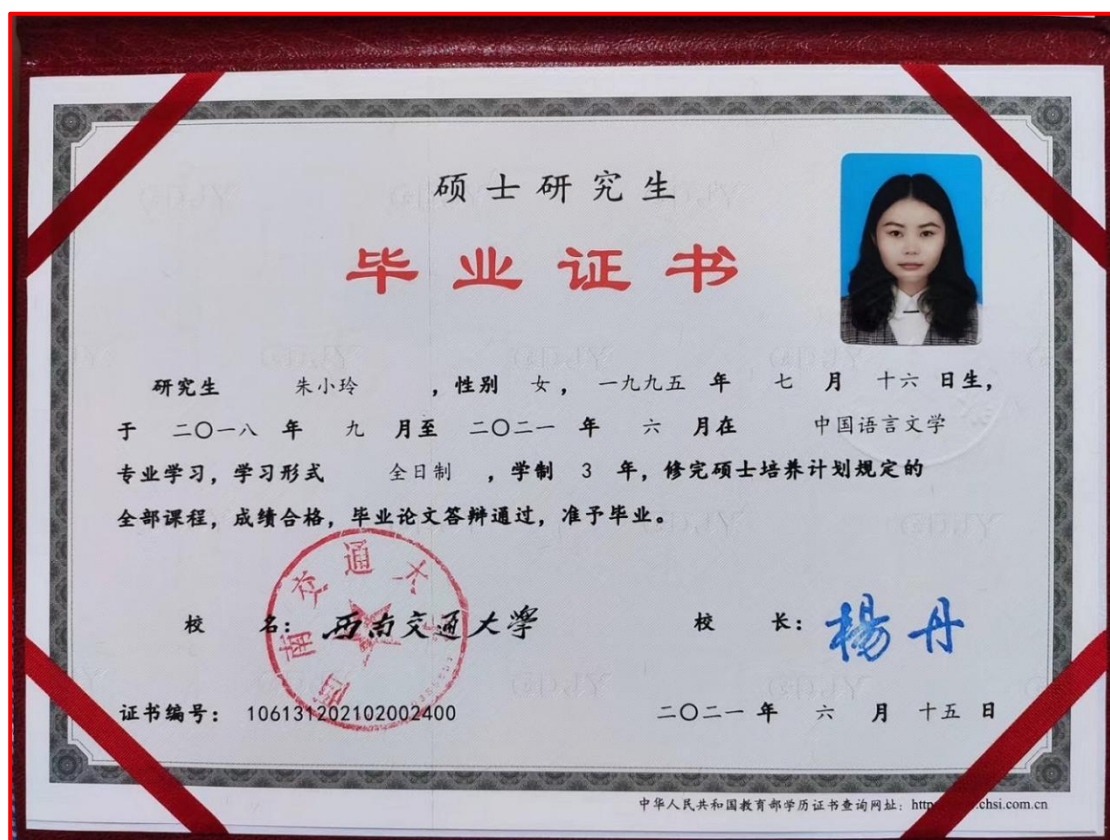 硕士研究生
毕业证书
研究生 朱小玲 ，性别 女， 一九九五 年 七 月 十六 日生，
于 二〇一八 年 九 月至 二〇二一 年 六 月在 中国语言文学
专业学习，学习形式 全日制 ，学制 3 年，修完硕士培养计划规定的
全部课程，成绩合格，毕业论文答辩通过，准予毕业。
西南交通大
校 名：西南交通大學
校 长：楊丹
证书编号： 106131202102002400
二〇二一 年 六 月 十五 日
中华人民共和国教育部学历证书查询网址：http chsi.com.cn